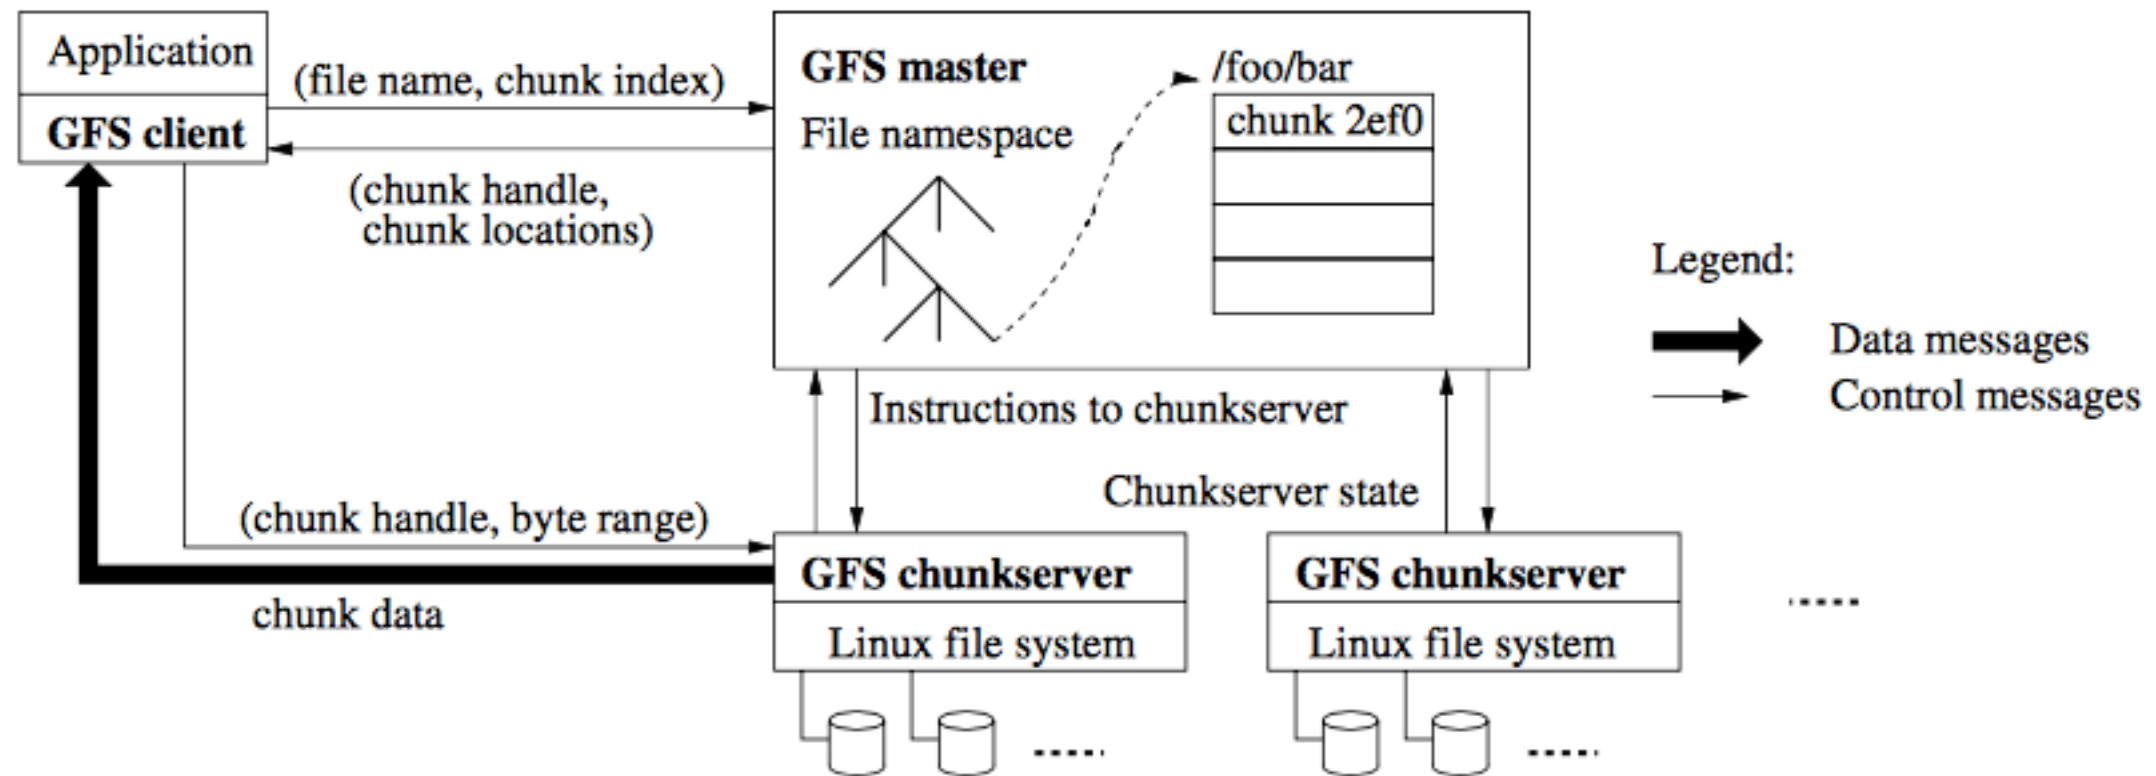 Application
GFS client
(file name, chunk index)
(chunk handle,
chunk locations)
GFS master
File namespace
/foo/bar
chunk 2ef0
Legend:
Data messages
Control messages
Instructions to chunkserver
Chunkserver state
(chunk handle, byte range)
chunk data
GFS chunkserver
Linux file system
GFS chunkserver
Linux file system